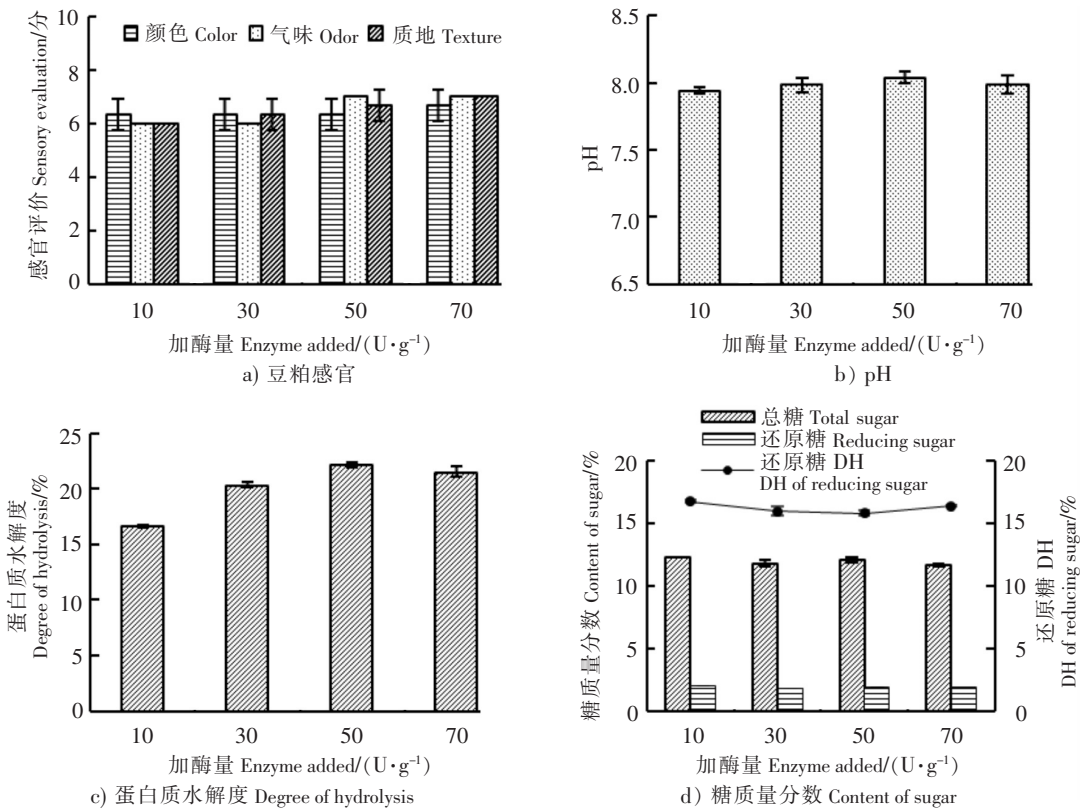 10
8
6
4
2
0
颜色 Color 气味 Odor 质地 Texture
感官评价 Sensory evaluation/分
10 30 50 70
加酶量 Enzyme added/(U·g⁻¹)
a) 豆粕感官
8.5
8.0
7.5
7.0
6.5
pH
10 30 50 70
加酶量 Enzyme added/(U·g⁻¹)
b) pH
25
20
15
10
5
0
蛋白质水解度
Degree of hydrolysis/%
10 30 50 70
加酶量 Enzyme added/(U·g⁻¹)
c) 蛋白质水解度 Degree of hydrolysis
总糖 Total sugar
还原糖 Reducing sugar
还原糖 DH
DH of reducing sugar
20
15
10
5
0
糖质量分数 Content of sugar/%
20
15
10
5
0
还原糖 DH
DH of reducing sugar/%
10 30 50 70
加酶量 Enzyme added/(U·g⁻¹)
d) 糖质量分数 Content of sugar